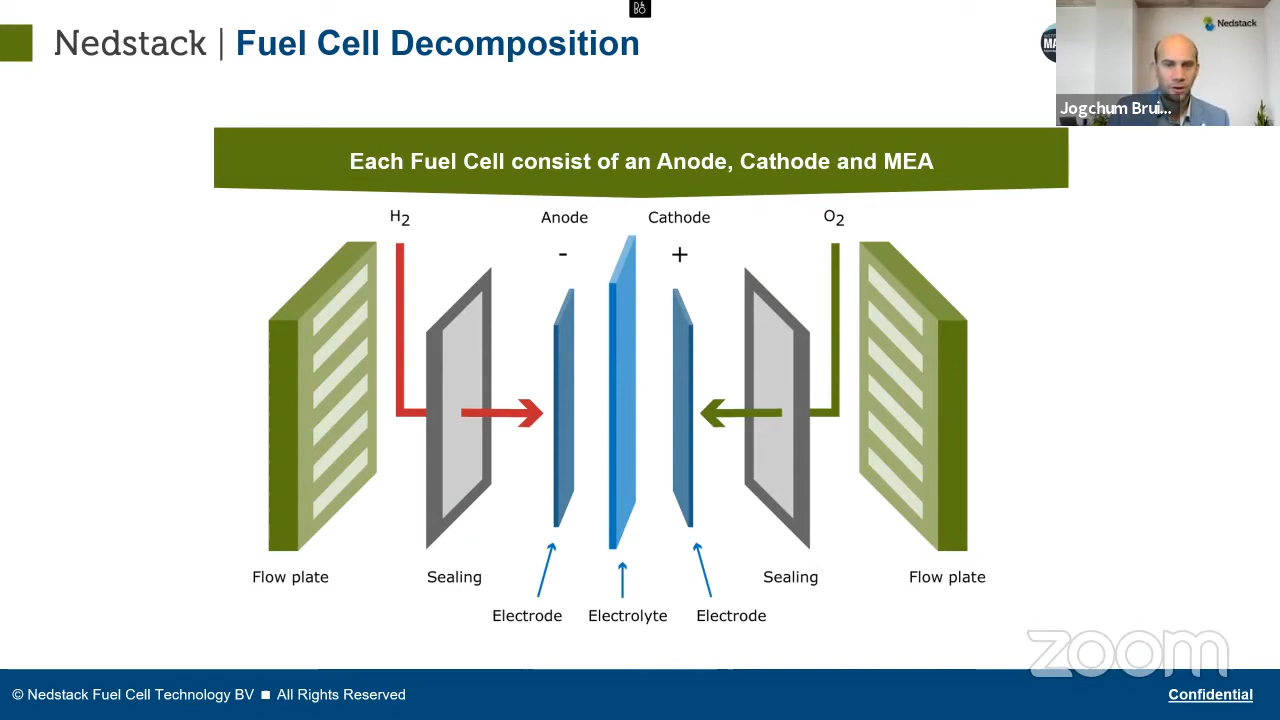 Nedstack | Fuel Cell Decomposition
Nedstack
Jogchum Brui...
Each Fuel Cell consist of an Anode, Cathode and MEA
H2
Anode
Cathode
O2
-
+
Flow plate
Sealing
Sealing
Flow plate
Electrode
Electrolyte
Electrode
zoom
© Nedstack Fuel Cell Technology BV ■ All Rights Reserved
Confidential